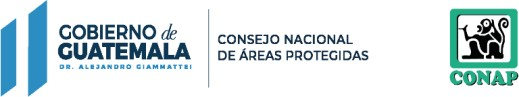 GOBIERNO de
GUATEMALA
DR. ALEJANDRO GIAMMATTEI
CONSEJO NACIONAL
DE ÁREAS PROTEGIDAS
CONAP